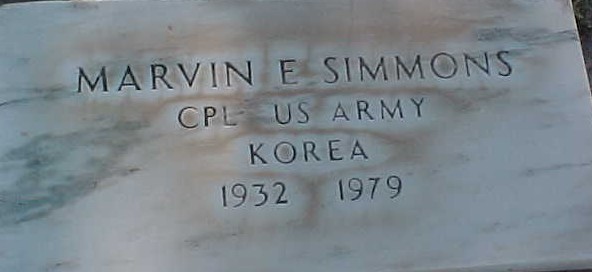 MARVIN E SIMMONS
CPL US ARMY
KOREA
1932 1979